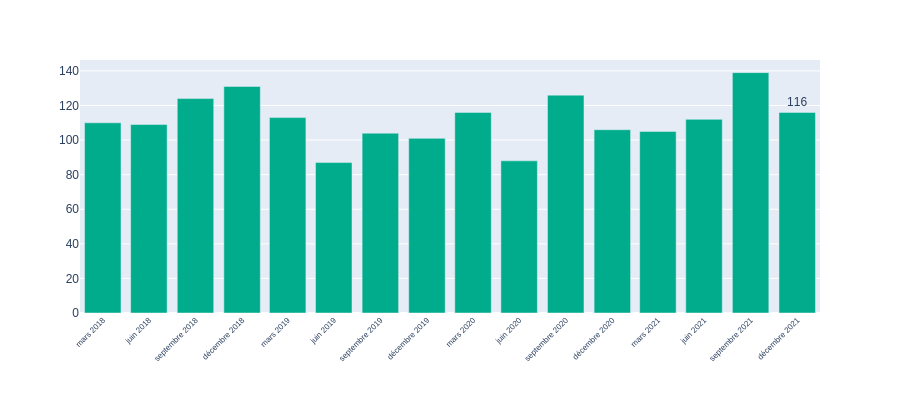 140
120
100
80
60
40
20
0
116
mars 2018
juin 2018
septembre 2018
décembre 2018
mars 2019
juin 2019
septembre 2019
décembre 2019
mars 2020
juin 2020
septembre 2020
décembre 2020
mars 2021
juin 2021
septembre 2021
décembre 2021